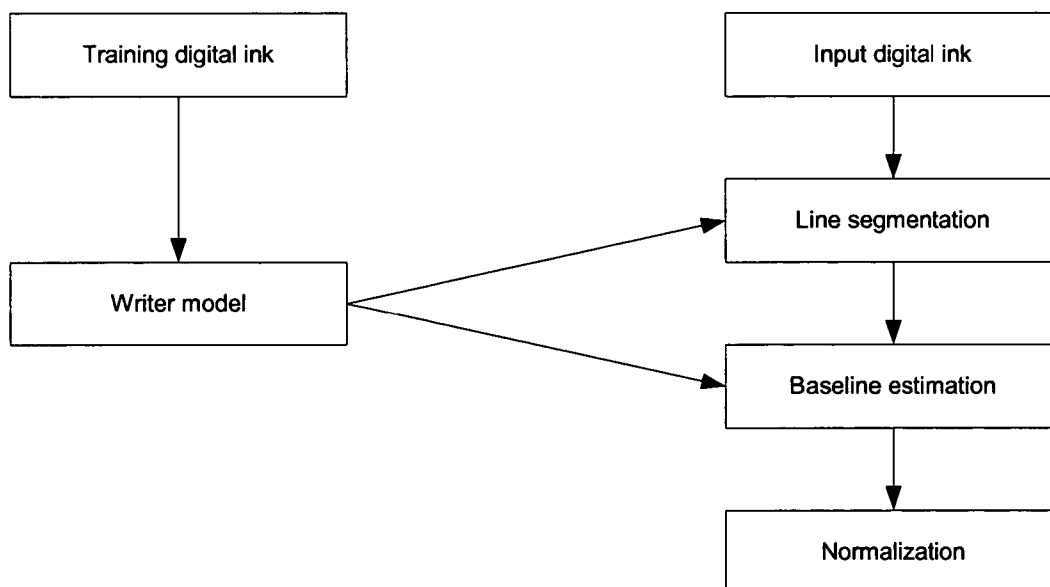 Training digital ink
Input digital ink
Line segmentation
Writer model
Baseline estimation
Normalization